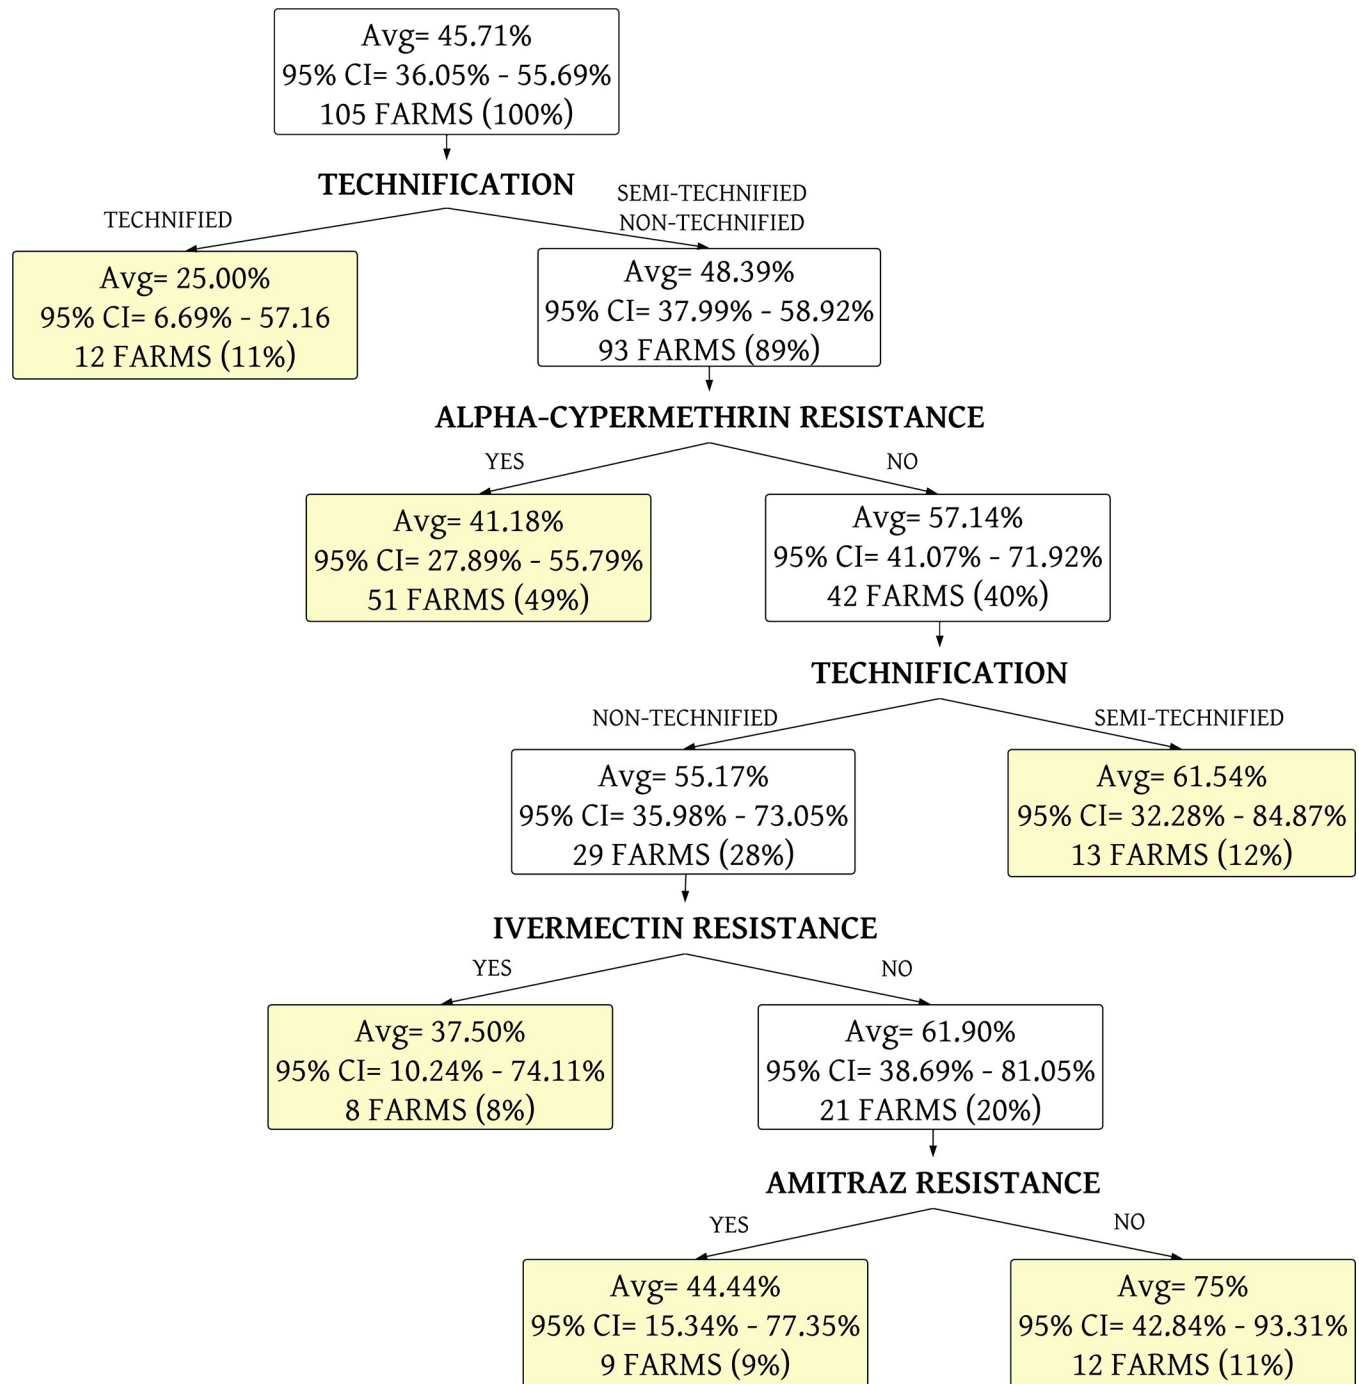 Avg= 45.71%
95% CI= 36.05% - 55.69%
105 FARMS (100%)
TECHNIFICATION
TECHNIFIED
SEMI-TECHNIFIED
NON-TECHNIFIED
Avg= 25.00%
95% CI= 6.69% - 57.16
12 FARMS (11%)
Avg= 48.39%
95% CI= 37.99% - 58.92%
93 FARMS (89%)
ALPHA-CYPERMETHRIN RESISTANCE
YES
NO
Avg= 41.18%
95% CI= 27.89% - 55.79%
51 FARMS (49%)
Avg= 57.14%
95% CI= 41.07% - 71.92%
42 FARMS (40%)
TECHNIFICATION
NON-TECHNIFIED
SEMI-TECHNIFIED
Avg= 55.17%
95% CI= 35.98% - 73.05%
29 FARMS (28%)
Avg= 61.54%
95% CI= 32.28% - 84.87%
13 FARMS (12%)
IVERMECTIN RESISTANCE
YES
NO
Avg= 37.50%
95% CI= 10.24% - 74.11%
8 FARMS (8%)
Avg= 61.90%
95% CI= 38.69% - 81.05%
21 FARMS (20%)
AMITRAZ RESISTANCE
YES
NO
Avg= 44.44%
95% CI= 15.34% - 77.35%
9 FARMS (9%)
Avg= 75%
95% CI= 42.84% - 93.31%
12 FARMS (11%)